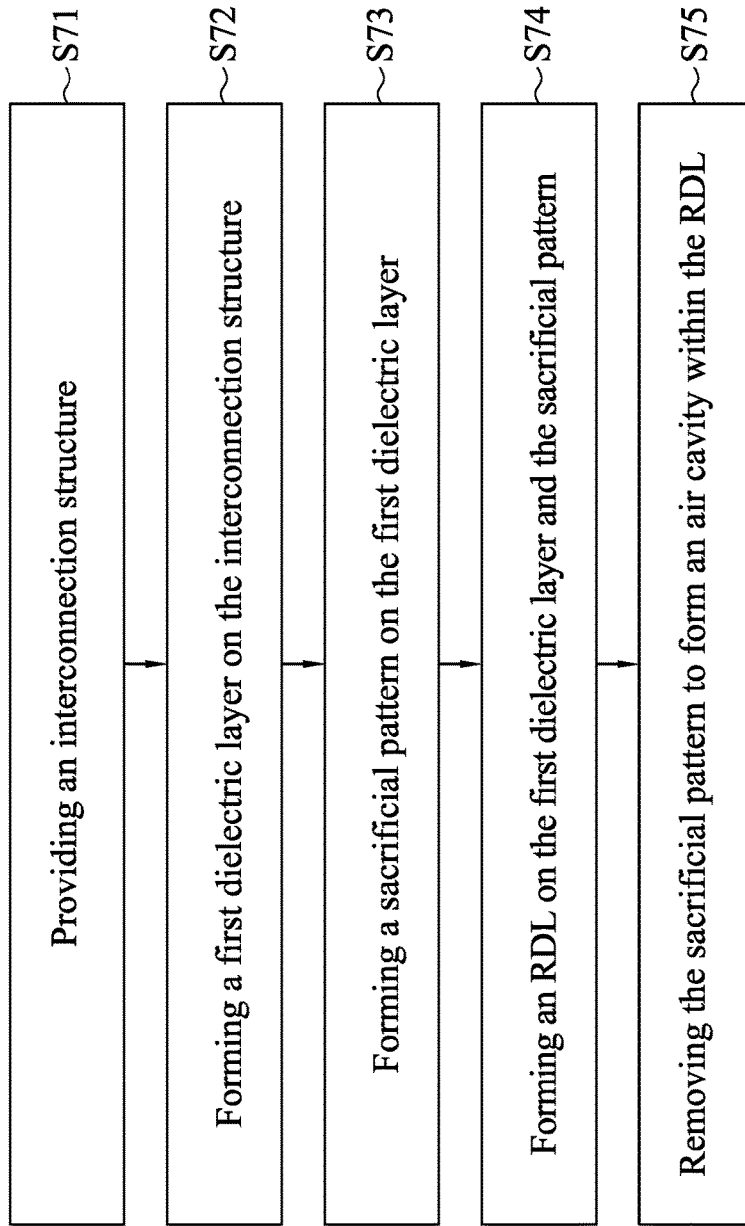 Providing an interconnection structure
S71
Forming a first dielectric layer on the interconnection structure
S72
Forming a sacrificial pattern on the first dielectric layer
S73
Forming an RDL on the first dielectric layer and the sacrificial pattern
S74
Removing the sacrificial pattern to form an air cavity within the RDL
S75